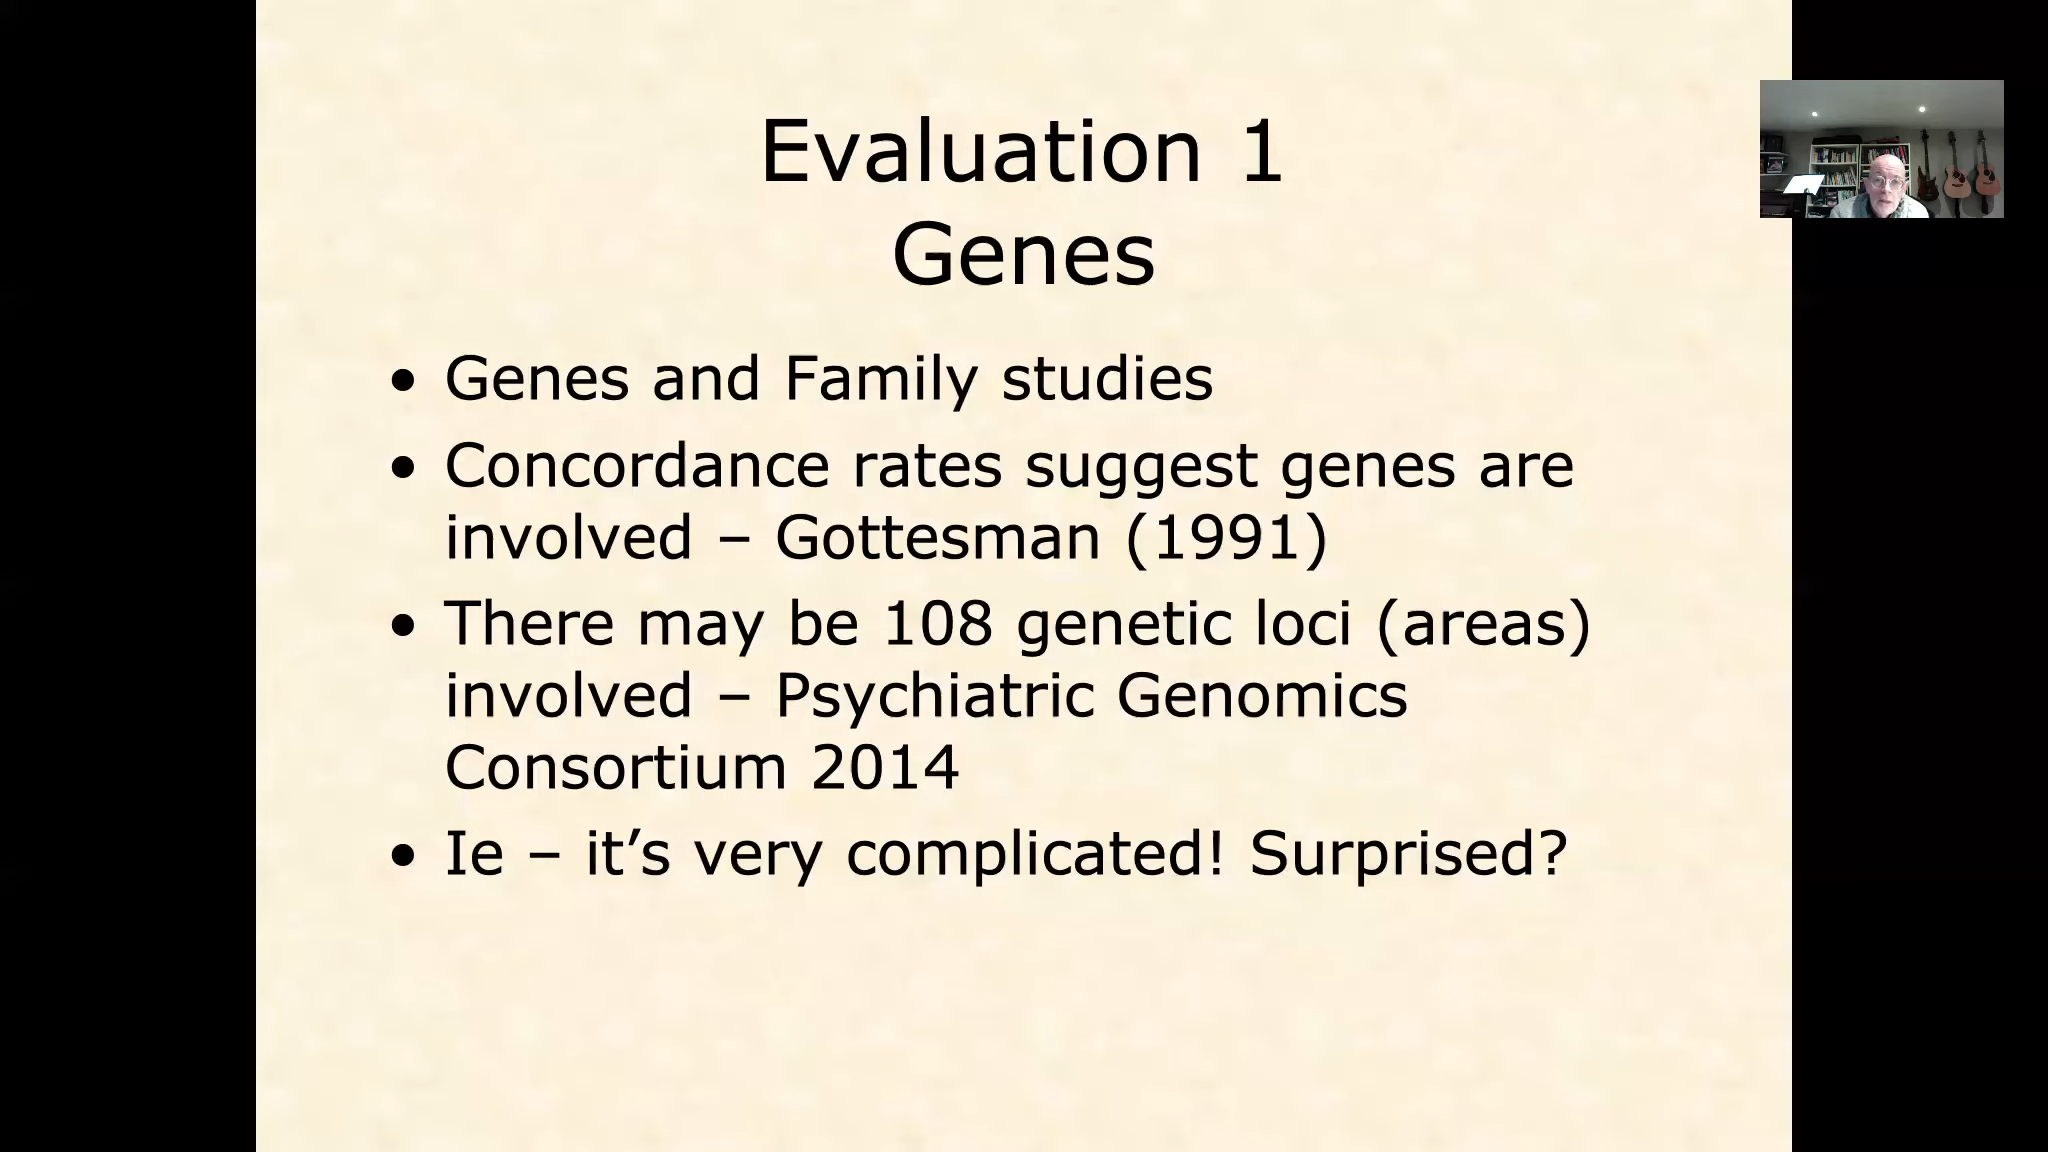 Evaluation 1
Genes
• Genes and Family studies
• Concordance rates suggest genes are
involved – Gottesman (1991)
• There may be 108 genetic loci (areas)
involved – Psychiatric Genomics
Consortium 2014
• Ie – it’s very complicated! Surprised?